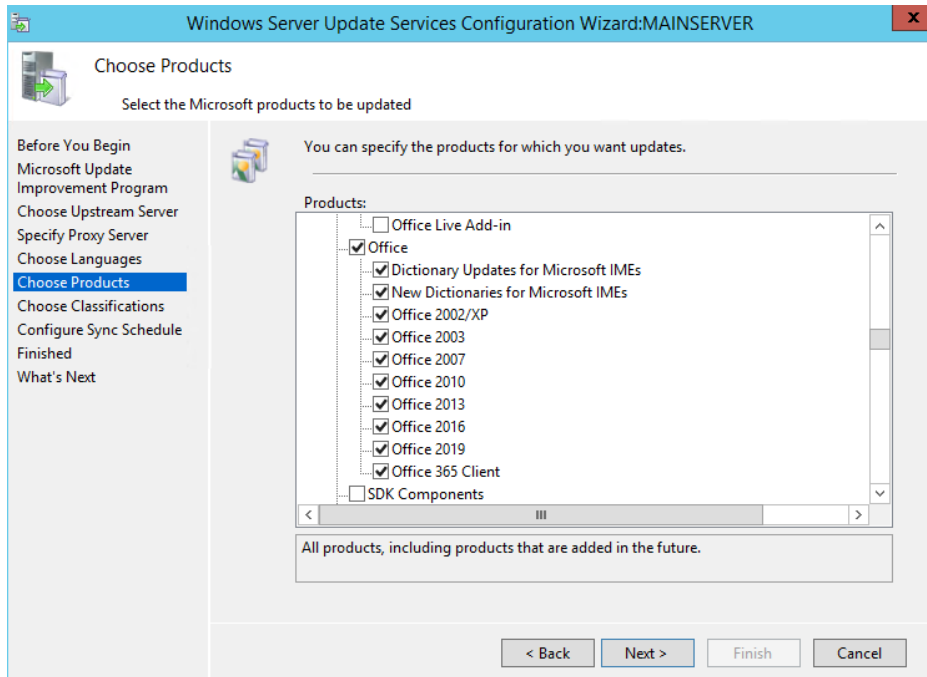 Windows Server Update Services Configuration Wizard:MAINSERVER
x
Choose Products
Select the Microsoft products to be updated
Before You Begin
Microsoft Update
Improvement Program
Choose Upstream Server
Specify Proxy Server
Choose Languages
Choose Products
Choose Classifications
Configure Sync Schedule
Finished
What's Next
You can specify the products for which you want updates.
Products:
Office Live Add-in
Office
Dictionary Updates for Microsoft IMEs
New Dictionaries for Microsoft IMEs
Office 2002/XP
Office 2003
Office 2007
Office 2010
Office 2013
Office 2016
Office 2019
Office 365 Client
SDK Components
All products, including products that are added in the future.
< Back
Next >
Finish
Cancel